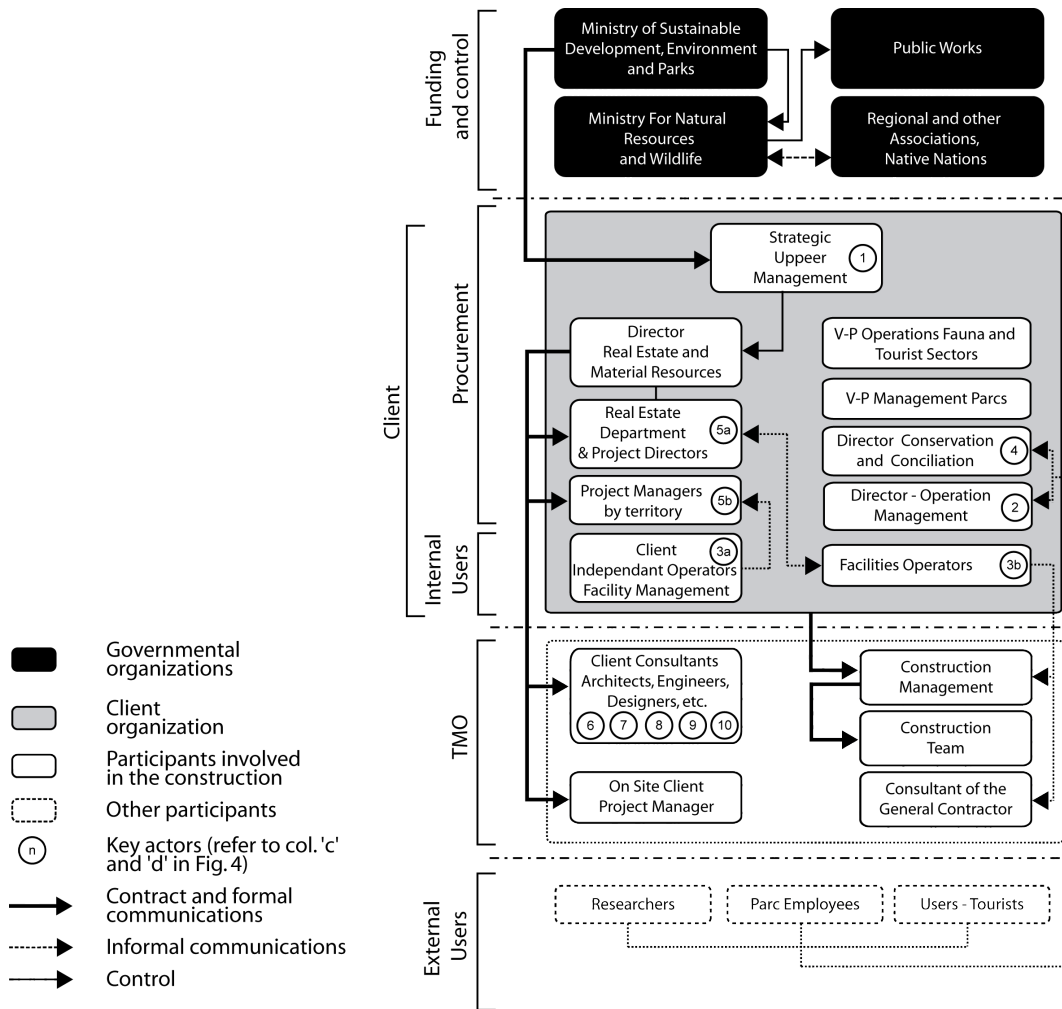 Funding
and control
Ministry of Sustainable
Development, Environment
and Parks
Public Works
Ministry For Natural
Resources
and Wildlife
Regional and other
Associations,
Native Nations
Client
Procurement
Strategic
Uppeer
Management
1
Director
Real Estate and
Material Resources
V-P Operations Fauna and
Tourist Sectors
V-P Management Parcs
Real Estate
Department
& Project Directors
5a
Director Conservation
and Conciliation
4
Project Managers
by territory
5b
Director - Operation
Management
2
Internal
Users
Client
Independant Operators
Facility Management
3a
Facilities Operators
3b
TMO
Client Consultants
Architects, Engineers,
Designers, etc.
6 7 8 9 10
Construction
Management
Construction
Team
On Site Client
Project Manager
Consultant of the
General Contractor
External
Users
Researchers
Parc Employees
Users - Tourists
Governmental
organizations
Client
organization
Participants involved
in the construction
Other participants
n
Key actors (refer to col. 'c'
and 'd' in Fig. 4)
Contract and formal
communications
Informal communications
Control